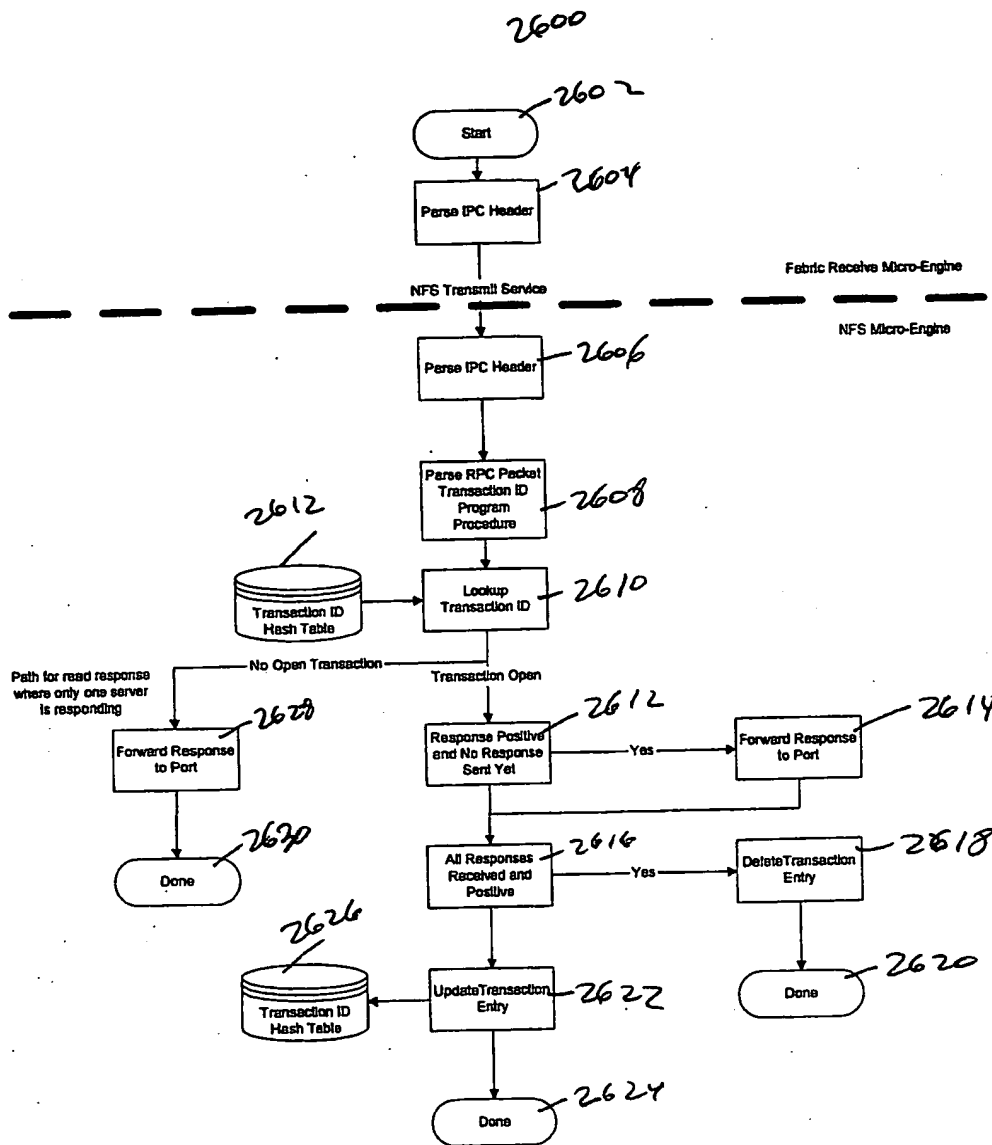 2600
2602
Start
2604
Parse IPC Header
Fabric Receive Micro-Engine
NFS Transmit Service
NFS Micro-Engine
2606
Parse IPC Header
Parse RPC Packet
Transaction ID
Program
Procedure
2608
2612
Lookup
Transaction ID
2610
Transaction ID
Hash Table
No Open Transaction
Transaction Open
Path for read response
where only one server
is responding
2628
Forward Response
to Port
2612
Response Positive
and No Response
Sent Yet
Yes
2614
Forward Response
to Port
2630
Done
2616
All Responses
Received and
Positive
Yes
2618
DeleteTransaction
Entry
2626
Transaction ID
Hash Table
UpdateTransaction
Entry
2622
2620
Done
2624
Done